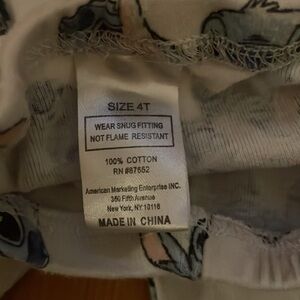 SIZE 4T
WEAR SNUG FITTING
NOT FLAME RESISTANT
100% COTTON
RN #87652
American Marketing Enterprise INC.
350 Fifth Avenue
New York, NY 10118
MADE IN CHINA